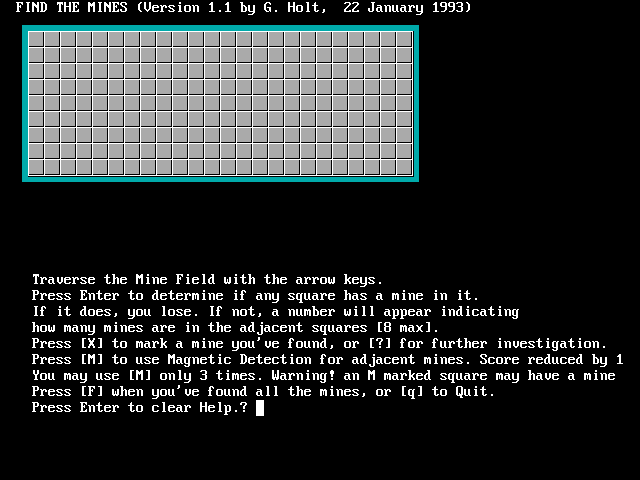 FIND THE MINES (Version 1.1 by G. Holt,  22 January 1993)
Traverse the Mine Field with the arrow keys.
Press Enter to determine if any square has a mine in it.
If it does, you lose. If not, a number will appear indicating
how many mines are in the adjacent squares [8 max].
Press [X] to mark a mine you've found, or [?] for further investigation.
Press [M] to use Magnetic Detection for adjacent mines. Score reduced by 1
You may use [M] only 3 times. Warning! an M marked square may have a mine
Press [F] when you've found all the mines, or [q] to Quit.
Press Enter to clear Help.?